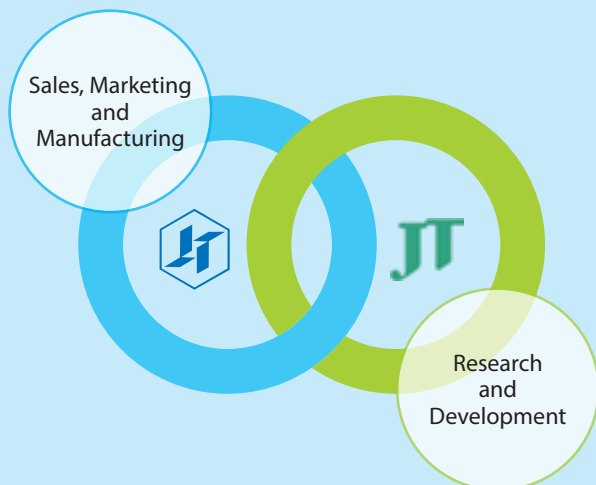 Sales, Marketing
and
Manufacturing
JT
Research
and
Development